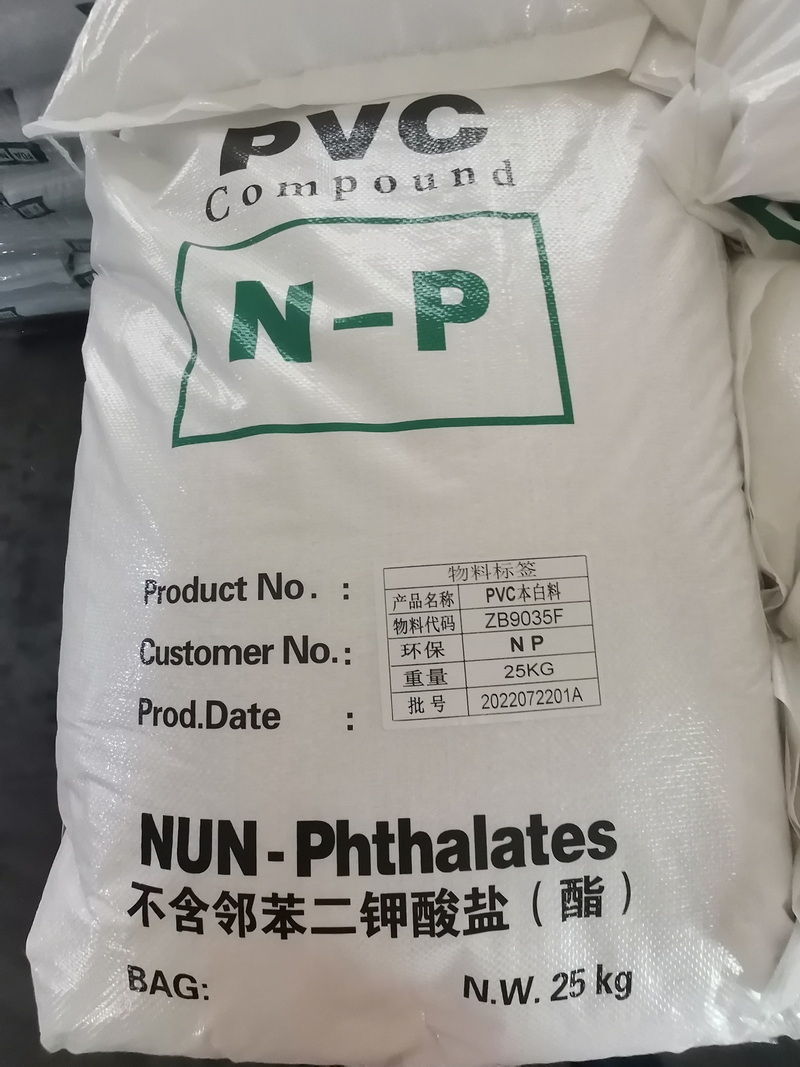 PVC
Compound
N-P
Product No. :
Customer No.:
Prod.Date :
物料标签
产品名称 PVC本白料
物料代码 ZB9035F
环保 N P
重量 25KG
批号 2022072201A
NUN-Phthalates
不含邻苯二钾酸盐（酯）
BAG: N.W. 25 kg